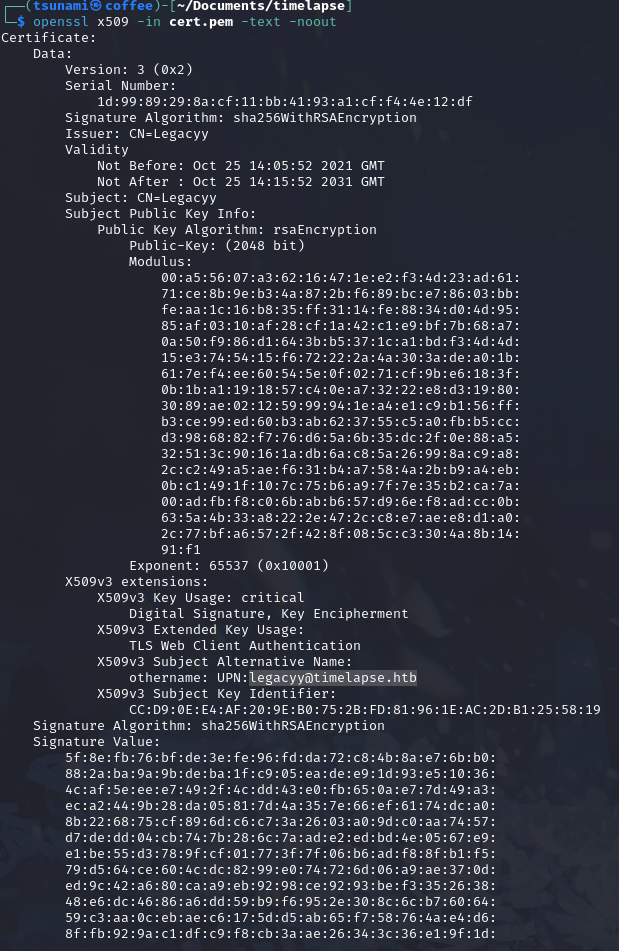 ┌──(tsunami㉿coffee)-[~/Documents/timelapse]
└─$ openssl x509 -in cert.pem -text -noout
Certificate:
    Data:
        Version: 3 (0x2)
        Serial Number:
            1d:99:89:29:8a:cf:11:bb:41:93:a1:cf:f4:4e:12:df
        Signature Algorithm: sha256WithRSAEncryption
        Issuer: CN=Legacyy
        Validity
            Not Before: Oct 25 14:05:52 2021 GMT
            Not After : Oct 25 14:15:52 2031 GMT
        Subject: CN=Legacyy
        Subject Public Key Info:
            Public Key Algorithm: rsaEncryption
                Public-Key: (2048 bit)
                Modulus:
                    00:a5:56:07:a3:62:16:47:1e:e2:f3:4d:23:ad:61:
                    71:ce:8b:9e:b3:4a:87:2b:f6:89:bc:e7:86:03:bb:
                    fe:aa:1c:16:b8:35:ff:31:14:fe:88:34:d0:4d:95:
                    85:af:03:10:af:28:cf:1a:42:c1:e9:bf:7b:68:a7:
                    0a:50:f9:86:d1:64:3b:b5:37:1c:a1:bd:f3:4d:4d:
                    15:e3:74:54:15:f6:72:22:2a:4a:30:3a:de:a0:1b:
                    61:7e:f4:ee:60:54:5e:0f:02:71:cf:9b:e6:18:3f:
                    0b:1b:a1:19:18:57:c4:0e:a7:32:22:e8:d3:19:80:
                    30:89:ae:02:12:59:99:94:1e:a4:e1:c9:b1:56:ff:
                    b3:ce:99:ed:60:b3:ab:62:37:55:c5:a0:fb:b5:cc:
                    d3:98:68:82:f7:76:d6:5a:6b:35:dc:2f:0e:88:a5:
                    32:51:3c:90:16:1a:db:6a:c8:5a:26:99:8a:c9:a8:
                    2c:c2:49:a5:ae:f6:31:b4:a7:58:4a:2b:b9:a4:eb:
                    0b:c1:49:1f:10:7c:75:b6:a9:7f:7e:35:b2:ca:7a:
                    00:ad:fb:f8:c0:6b:ab:b6:57:d9:6e:f8:ad:cc:0b:
                    63:5a:4b:33:a8:22:2e:47:2c:c8:e7:ae:e8:d1:a0:
                    2c:77:bf:a6:57:2f:42:8f:08:5c:c3:30:4a:8b:14:
                    91:f1
                Exponent: 65537 (0x10001)
        X509v3 extensions:
            X509v3 Key Usage: critical
                Digital Signature, Key Encipherment
            X509v3 Extended Key Usage:
                TLS Web Client Authentication
            X509v3 Subject Alternative Name:
                othername: UPN:legacyy@timelapse.htb
            X509v3 Subject Key Identifier:
                CC:D9:0E:E4:AF:20:9E:B0:75:2B:FD:81:96:1E:AC:2D:B1:25:58:19
    Signature Algorithm: sha256WithRSAEncryption
    Signature Value:
        5f:8e:fb:76:bf:de:3e:fe:96:fd:da:72:c8:4b:8a:e7:6b:b0:
        88:2a:ba:9a:9b:de:ba:1f:c9:05:ea:de:e9:1d:93:e5:10:36:
        4c:af:5e:ee:e7:49:2f:4c:dd:43:e0:fb:65:0a:e7:7d:49:a3:
        ec:a2:44:9b:28:da:05:81:7d:4a:35:7e:66:ef:61:74:dc:a0:
        8b:22:68:75:cf:89:6d:c6:c7:3a:26:03:a0:9d:c0:aa:74:57:
        d7:de:dd:04:cb:74:7b:28:6c:7a:ad:e2:ed:bd:4e:05:67:e9:
        e1:be:55:d3:78:9f:cf:01:77:3f:7f:06:b6:ad:f8:8f:b1:f5:
        79:d5:64:ce:60:4c:dc:82:99:e0:74:72:6d:06:a9:ae:37:0d:
        ed:9c:42:a6:80:ca:a9:eb:92:98:ce:92:93:be:f3:35:26:38:
        48:e6:dc:46:86:a6:dd:59:b9:f6:95:2e:30:8c:6c:b7:60:64:
        59:c3:aa:0c:eb:ae:c6:17:5d:d5:ab:65:f7:58:76:4a:e4:d6:
        8f:fb:92:9a:c1:df:c9:f8:cb:3a:ae:26:34:3c:36:e1:9f:1d: